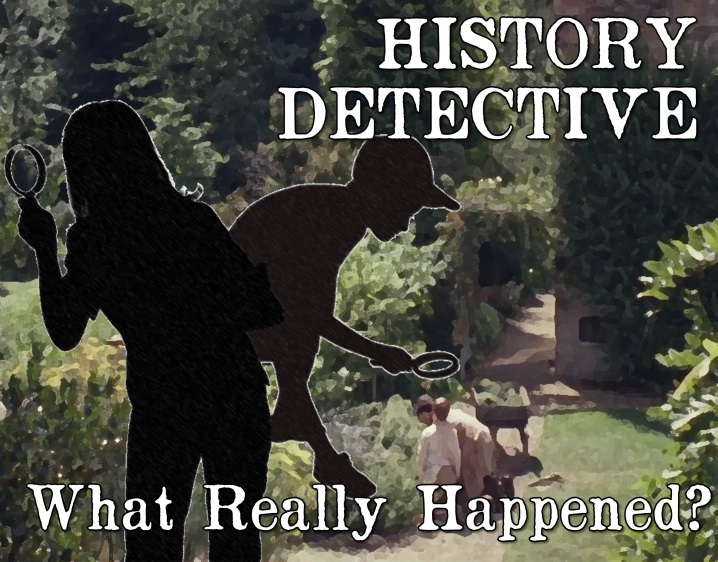 HISTORY
DETECTIVE
What Really Happened?